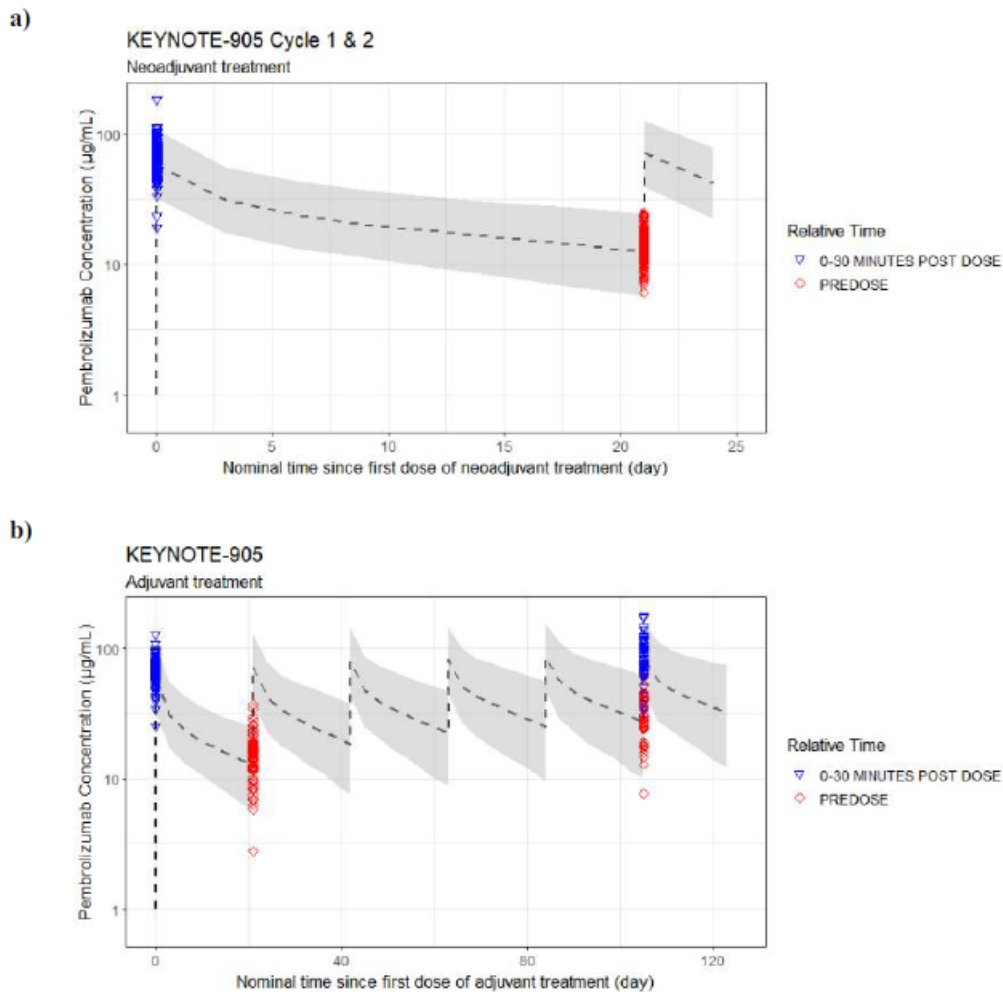 a)
KEYNOTE-905 Cycle 1 & 2
Neoadjuvant treatment
Pembrolizumab Concentration (µg/mL)
100
10
1
0 5 10 15 20 25
Nominal time since first dose of neoadjuvant treatment (day)
Relative Time
0-30 MINUTES POST DOSE
PREDOSE
b)
KEYNOTE-905
Adjuvant treatment
Pembrolizumab Concentration (µg/mL)
100
10
1
0 40 80 120
Nominal time since first dose of adjuvant treatment (day)
Relative Time
0-30 MINUTES POST DOSE
PREDOSE